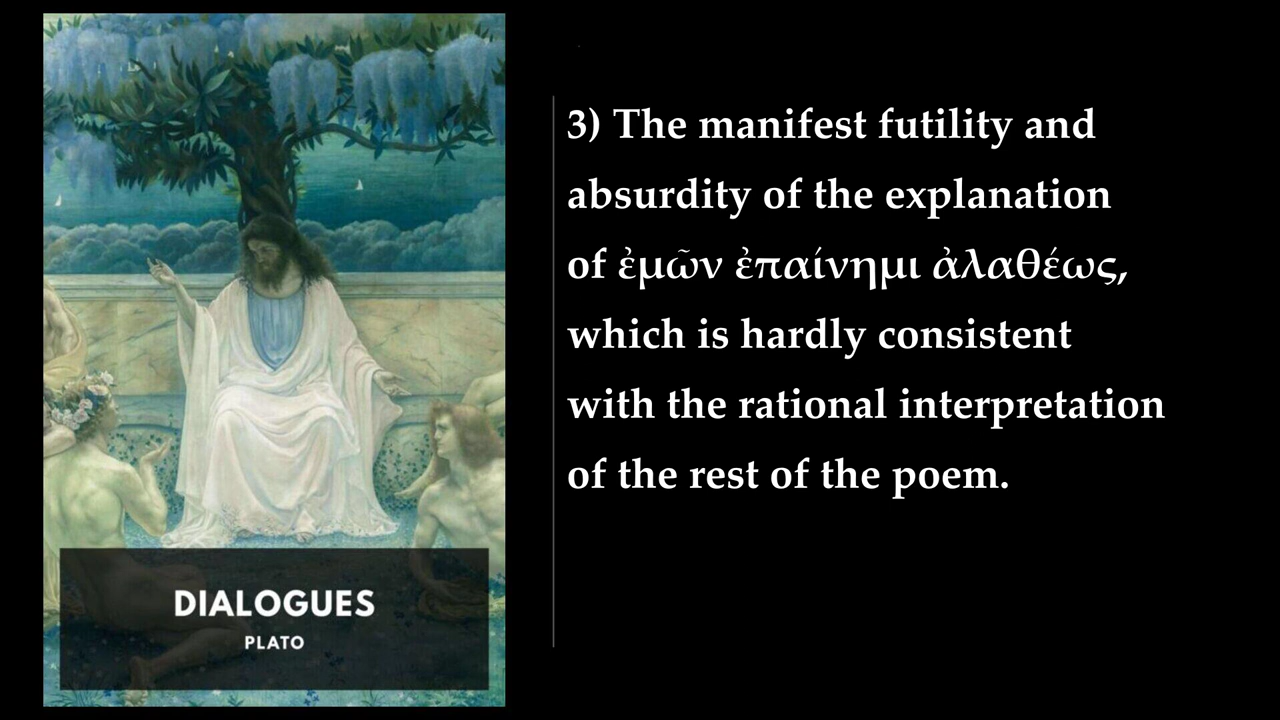 DIALOGUES
PLATO
3) The manifest futility and
absurdity of the explanation
of ἐμῶν ἐπαίνημι ἀλαθέως,
which is hardly consistent
with the rational interpretation
of the rest of the poem.